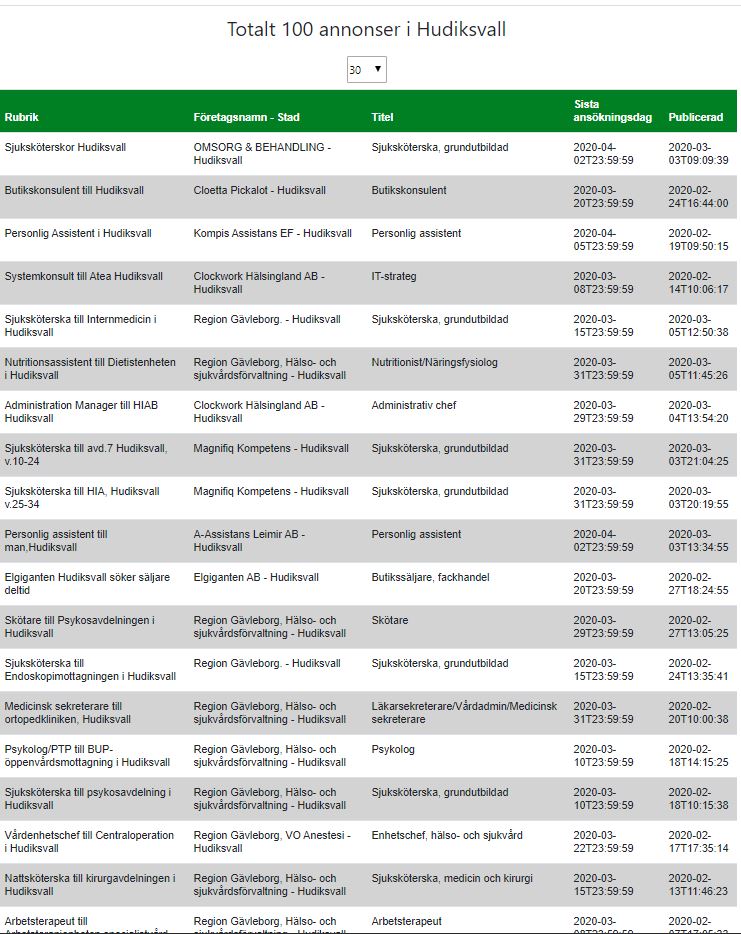 Totalt 100 annonser i Hudiksvall
30
Rubrik Företagsnamn - Stad Titel Sista ansökningsdag Publicerad
Sjuksköterskor Hudiksvall OMSORG & BEHANDLING - Sjuksköterska, grundutbildad 2020-04- 2020-03-
Hudiksvall 02T23:59:59 03T09:09:39
Butikskonsulent till Hudiksvall Cloetta Pickalot - Hudiksvall Butikskonsulent 2020-03- 2020-02-
20T23:59:59 24T16:44:00
Personlig Assistent i Hudiksvall Kompis Assistans EF - Hudiksvall Personlig assistent 2020-04- 2020-02-
05T23:59:59 19T09:50:15
Systemkonsult till Atea Hudiksvall Clockwork Hälsingland AB - IT-strateg 2020-03- 2020-02-
Hudiksvall 08T23:59:59 14T10:06:17
Sjuksköterska till Internmedicin i Region Gävleborg. - Hudiksvall Sjuksköterska, grundutbildad 2020-03- 2020-03-
Hudiksvall 15T23:59:59 05T12:50:38
Nutritionsassistent till Dietistenheten Region Gävleborg, Hälso- och Nutritionist/Näringsfysiolog 2020-03- 2020-03-
i Hudiksvall sjukvårdsförvaltning - Hudiksvall 31T23:59:59 05T11:45:26
Administration Manager till HIAB Clockwork Hälsingland AB - Administrativ chef 2020-03- 2020-03-
Hudiksvall Hudiksvall 29T23:59:59 04T13:54:20
Sjuksköterska till avd.7 Hudiksvall, Magnifiq Kompetens - Hudiksvall Sjuksköterska, grundutbildad 2020-03- 2020-03-
v.10-24 31T23:59:59 03T21:04:25
Sjuksköterska till HIA, Hudiksvall Magnifiq Kompetens - Hudiksvall Sjuksköterska, grundutbildad 2020-03- 2020-03-
v.25-34 31T23:59:59 03T20:19:55
Personlig assistent till A-Assistans Leimir AB - Personlig assistent 2020-04- 2020-03-
man,Hudiksvall Hudiksvall 02T23:59:59 03T13:34:55
Elgiganten Hudiksvall söker säljare Elgiganten AB - Hudiksvall Butikssäljare, fackhandel 2020-03- 2020-02-
deltid 20T23:59:59 27T18:24:55
Skötare till Psykosavdelningen i Region Gävleborg, Hälso- och Skötare 2020-03- 2020-02-
Hudiksvall sjukvårdsförvaltning - Hudiksvall 29T23:59:59 27T13:05:25
Sjuksköterska till Region Gävleborg. - Hudiksvall Sjuksköterska, grundutbildad 2020-03- 2020-02-
Endoskopimottagningen i Hudiksvall 15T23:59:59 24T13:35:41
Medicinsk sekreterare till Region Gävleborg, Hälso- och Läkarsekreterare/Vårdadmin/Medicinsk 2020-03- 2020-02-
ortopedkliniken, Hudiksvall sjukvårdsförvaltning - Hudiksvall sekreterare 31T23:59:59 20T10:00:38
Psykolog/PTP till BUP- Region Gävleborg, Hälso- och Psykolog 2020-03- 2020-02-
öppenvårdsmottagning i Hudiksvall sjukvårdsförvaltning - Hudiksvall 10T23:59:59 18T14:15:25
Sjuksköterska till psykosavdelning i Region Gävleborg, Hälso- och Sjuksköterska, grundutbildad 2020-03- 2020-02-
Hudiksvall sjukvårdsförvaltning - Hudiksvall 10T23:59:59 18T10:15:38
Vårdenhetschef till Centraloperation Region Gävleborg, VO Anestesi - Enhetschef, hälso- och sjukvård 2020-03- 2020-02-
i Hudiksvall Hudiksvall 22T23:59:59 17T17:35:14
Nattsköterska till kirurgavdelningen i Region Gävleborg, Hälso- och Sjuksköterska, medicin och kirurgi 2020-03- 2020-02-
Hudiksvall sjukvårdsförvaltning - Hudiksvall 15T23:59:59 13T11:46:23
Arbetsterapeut till Region Gävleborg, Hälso- och Arbetsterapeut 2020-03- 2020-02-